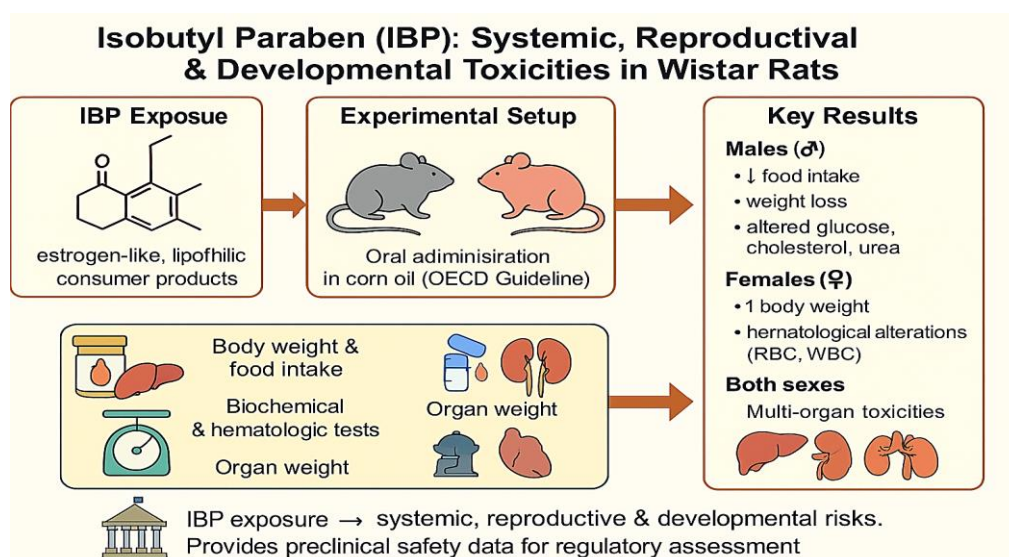 Isobutyl Paraben (IBP): Systemic, Reproductival
& Developmental Toxicities in Wistar Rats
IBP Exposue
O
estrogen-like, lipofhilic
consumer products
Experimental Setup
Oral adiminisiration
in corn oil (OECD Guideline)
Body weight &
food intake
Biochemical
& hematologic tests
Organ weight
Organ weight
Key Results
Males (♂)
• ↓ food intake
• weight loss
• altered glucose,
cholesterol, urea
Females (♀)
• 1 body weight
• hernatological alterations
(RBC, WBC)
Both sexes
Multi-organ toxicities
IBP exposure → systemic, reproductive & developmental risks.
Provides preclinical safety data for regulatory assessment